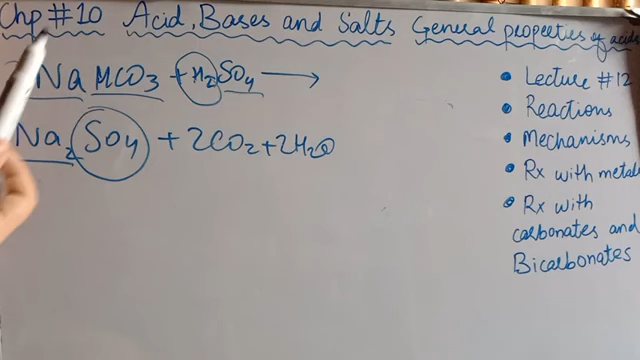 Chp #10 Acid, Bases and Salts General properties of acids
NaHCO3 + H2SO4 ⟶
Na2SO4 + 2CO2 + 2H2O
• Lecture #12
• Reactions
• Mechanisms
• Rx with metals
• Rx with
carbonates and
Bicarbonates